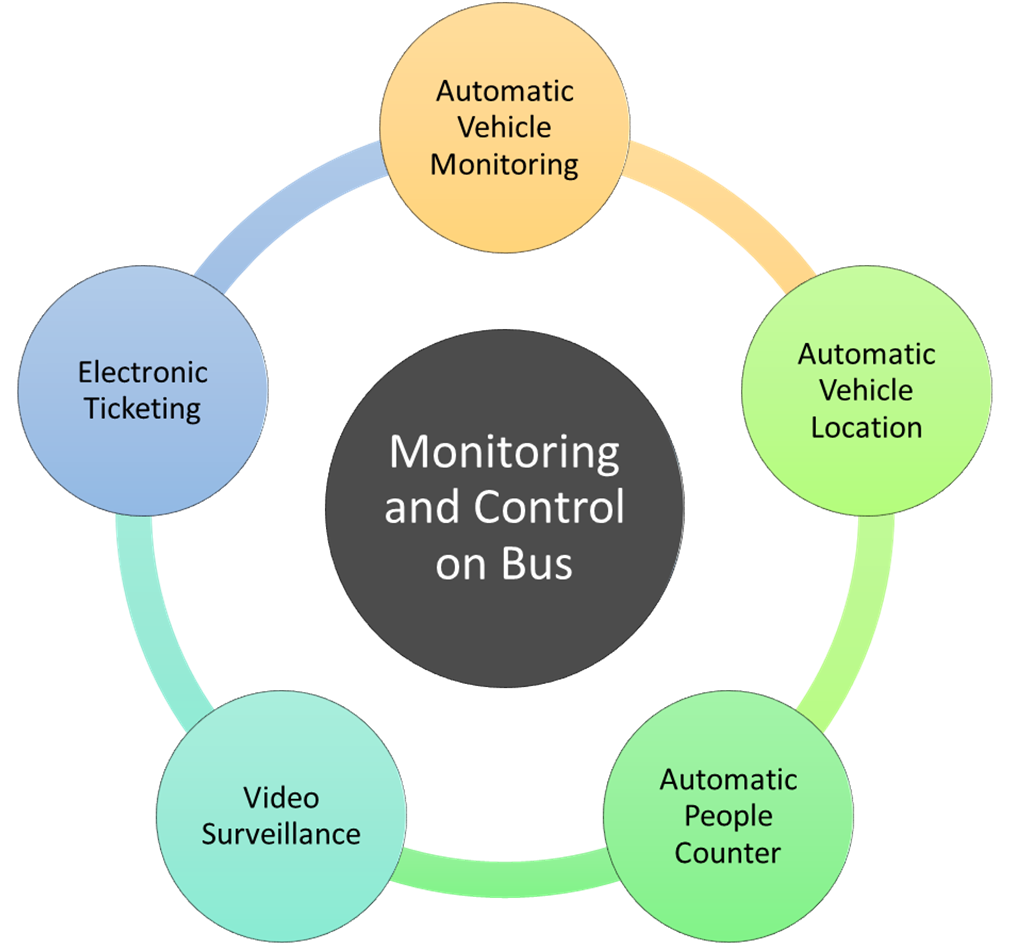 Automatic
Vehicle
Monitoring
Automatic
Vehicle
Location
Automatic
People
Counter
Video
Surveillance
Electronic
Ticketing
Monitoring
and Control
on Bus